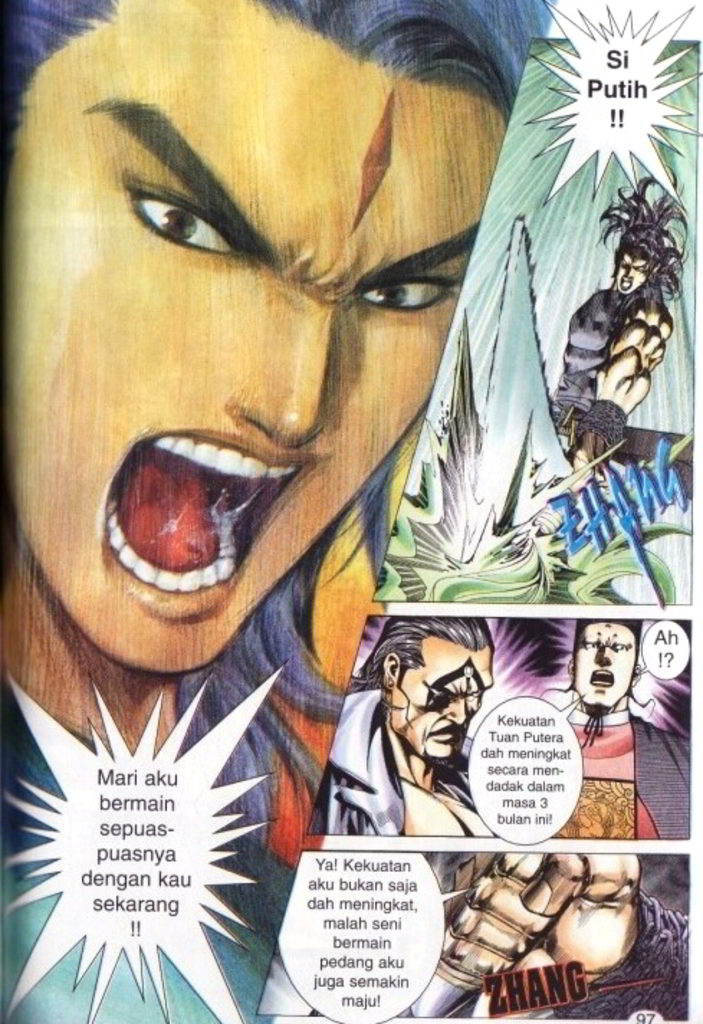 Si
Putih
!!
ZHANG
Mari aku
bermain
sepuas-
puasnya
dengan kau
sekarang
!!
Ah
!?
Kekuatan
Tuan Putera
dah meningkat
secara men-
dadak dalam
masa 3
bulan ini!
Ya! Kekuatan
aku bukan saja
dah meningkat,
malah seni
bermain
pedang aku
juga semakin
maju!
ZHANG
97